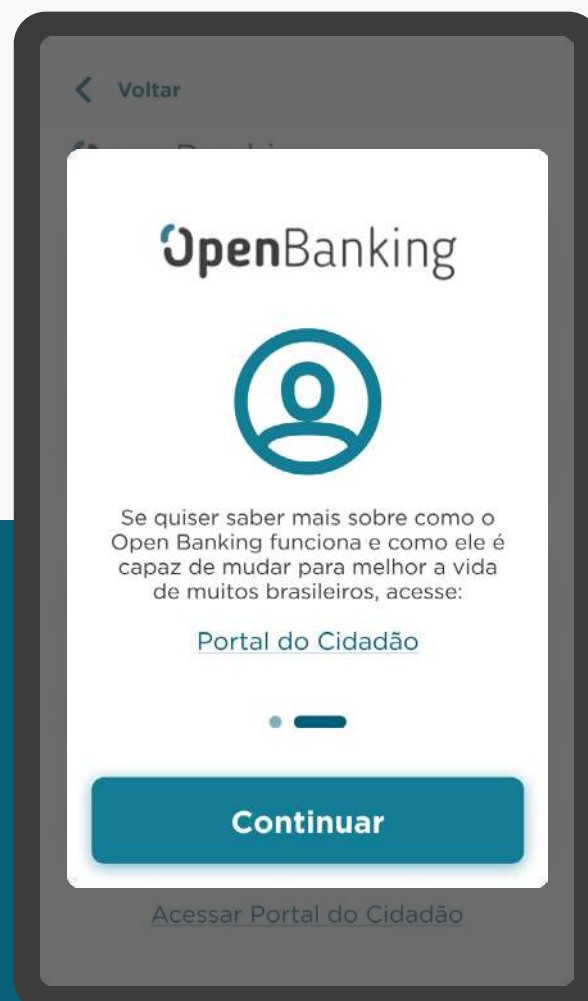 Voltar
OpenBanking
Se quiser saber mais sobre como o
Open Banking funciona e como ele é
capaz de mudar para melhor a vida
de muitos brasileiros, acesse:
Portal do Cidadão
Continuar
Acessar Portal do Cidadão